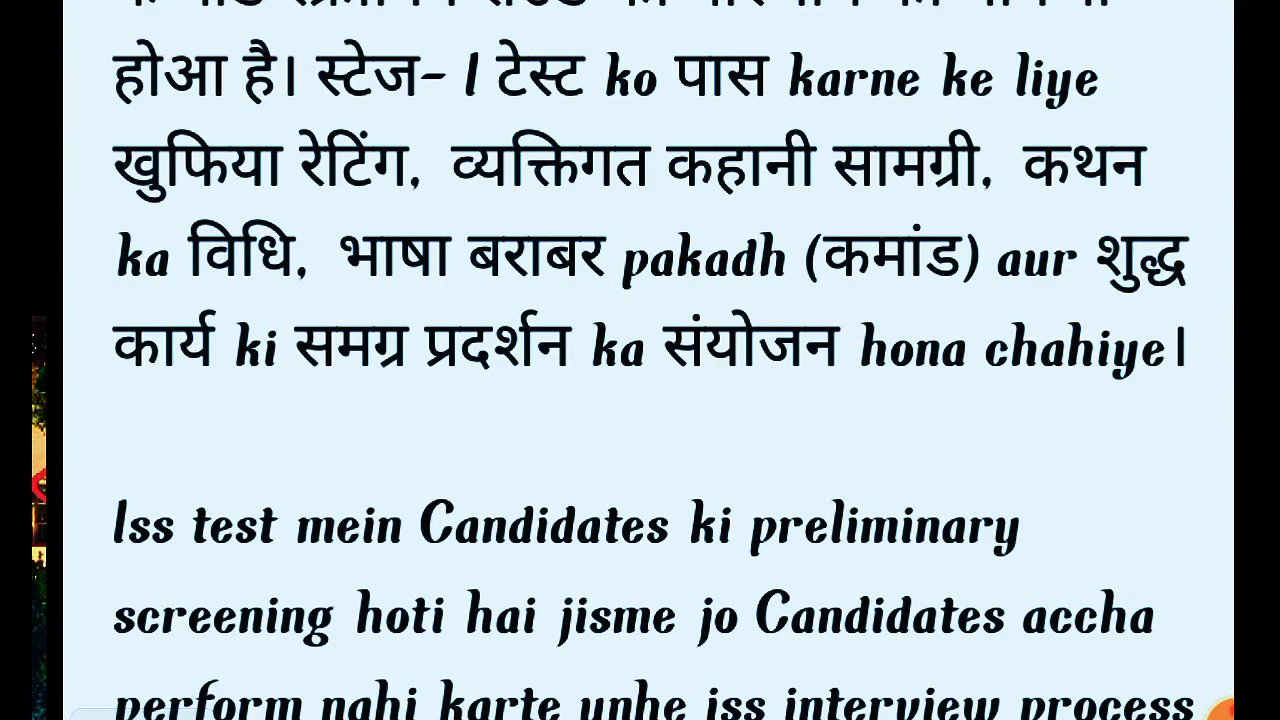 होआ है। स्टेज- I टेस्ट ko पास karne ke liye
खुफिया रेटिंग, व्यक्तिगत कहानी सामग्री, कथन
ka विधि, भाषा बराबर pakadh (कमांड) aur शुद्ध
कार्य ki समग्र प्रदर्शन ka संयोजन hona chahiye।
Iss test mein Candidates ki preliminary
screening hoti hai jisme jo Candidates accha
perform nahi karte unhe iss interview process